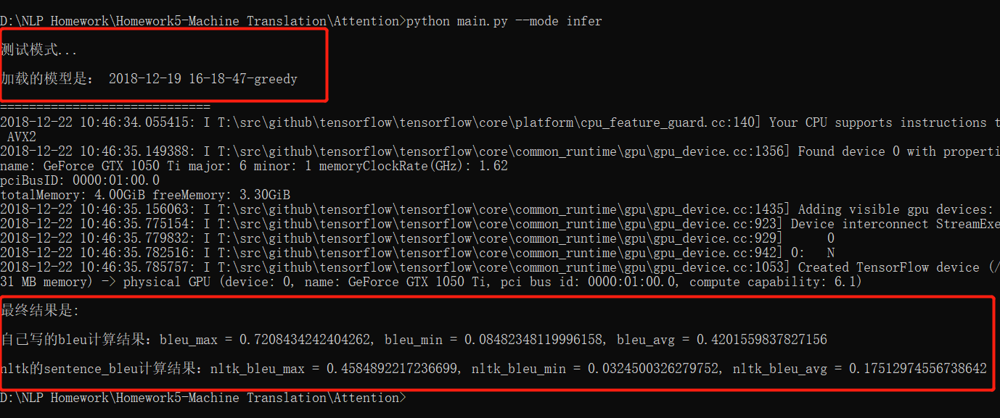 D:\NLP Homework\Homework5-Machine Translation\Attention>python main.py --mode infer
测试模式...
加载的模型是： 2018-12-19 16-18-47-greedy
=============================
2018-12-22 10:46:34.055415: I T:\src\github\tensorflow\tensorflow\core\platform\cpu_feature_guard.cc:140] Your CPU supports instructions t
AVX2
2018-12-22 10:46:35.149388: I T:\src\github\tensorflow\tensorflow\core\common_runtime\gpu\gpu_device.cc:1356] Found device 0 with properti
name: GeForce GTX 1050 Ti major: 6 minor: 1 memoryClockRate(GHz): 1.62
pciBusID: 0000:01:00.0
totalMemory: 4.00GiB freeMemory: 3.30GiB
2018-12-22 10:46:35.156063: I T:\src\github\tensorflow\tensorflow\core\common_runtime\gpu\gpu_device.cc:1435] Adding visible gpu devices:
2018-12-22 10:46:35.775154: I T:\src\github\tensorflow\tensorflow\core\common_runtime\gpu\gpu_device.cc:923] Device interconnect StreamExe
2018-12-22 10:46:35.779832: I T:\src\github\tensorflow\tensorflow\core\common_runtime\gpu\gpu_device.cc:929]      0
2018-12-22 10:46:35.782516: I T:\src\github\tensorflow\tensorflow\core\common_runtime\gpu\gpu_device.cc:942] 0:   N
2018-12-22 10:46:35.785757: I T:\src\github\tensorflow\tensorflow\core\common_runtime\gpu\gpu_device.cc:1053] Created TensorFlow device (/
31 MB memory) -> physical GPU (device: 0, name: GeForce GTX 1050 Ti, pci bus id: 0000:01:00.0, compute capability: 6.1)
最终结果是:
自己写的bleu计算结果：bleu_max = 0.7208434242404262, bleu_min = 0.08482348119996158, bleu_avg = 0.4201559837827156
nltk的sentence_bleu计算结果：nltk_bleu_max = 0.4584892217236699, nltk_bleu_min = 0.0324500326279752, nltk_bleu_avg = 0.17512974556738642
D:\NLP Homework\Homework5-Machine Translation\Attention>